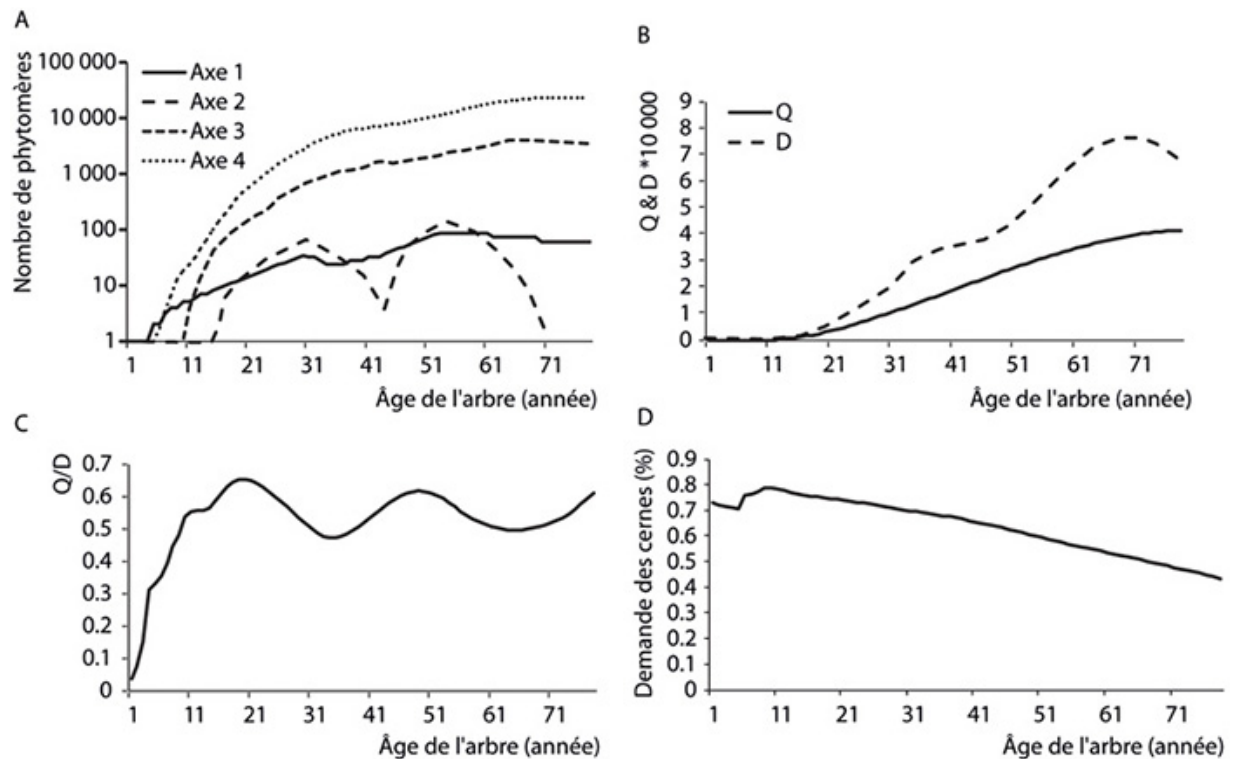 A
Nombre de phytomères
100 000
10 000
1 000
100
10
1
Axe 1
Axe 2
Axe 3
Axe 4
1 11 21 31 41 51 61 71
Âge de l'arbre (année)
B
Q & D *10 000
9
8
7
6
5
4
3
2
1
0
Q
D
1 11 21 31 41 51 61 71
Âge de l'arbre (année)
C
Q/D
0.7
0.6
0.5
0.4
0.3
0.2
0.1
0
1 11 21 31 41 51 61 71
Âge de l'arbre (année)
D
Demande des cernes (%)
0.9
0.8
0.7
0.6
0.5
0.4
0.3
0.2
0.1
0
1 11 21 31 41 51 61 71
Âge de l'arbre (année)